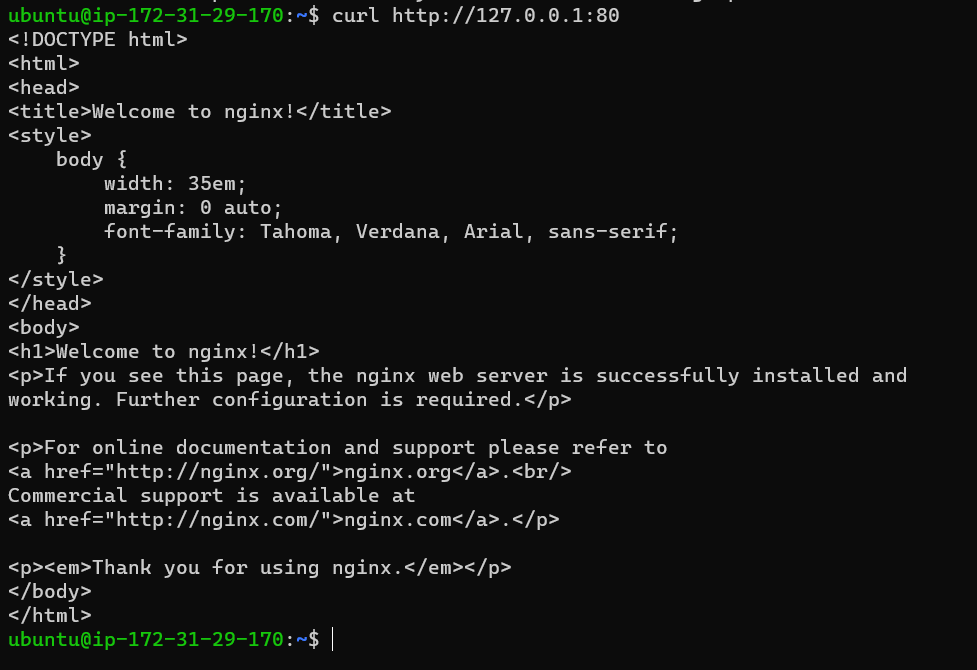 ubuntu@ip-172-31-29-170:~$ curl http://127.0.0.1:80
<!DOCTYPE html>
<html>
<head>
<title>Welcome to nginx!</title>
<style>
    body {
        width: 35em;
        margin: 0 auto;
        font-family: Tahoma, Verdana, Arial, sans-serif;
    }
</style>
</head>
<body>
<h1>Welcome to nginx!</h1>
<p>If you see this page, the nginx web server is successfully installed and
working. Further configuration is required.</p>

<p>For online documentation and support please refer to
<a href="http://nginx.org/">nginx.org</a>.<br/>
Commercial support is available at
<a href="http://nginx.com/">nginx.com</a>.</p>

<p><em>Thank you for using nginx.</em></p>
</body>
</html>
ubuntu@ip-172-31-29-170:~$